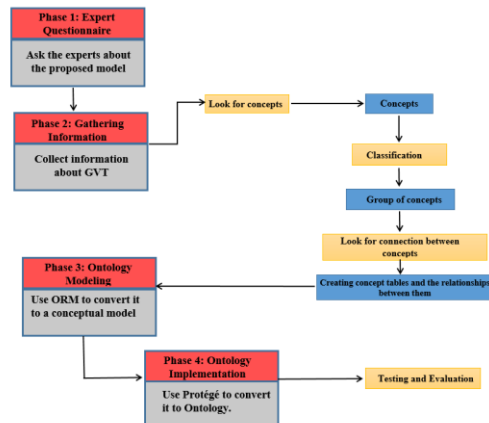 Phase 1: Expert
Questionnaire
Ask the experts about
the proposed model
Phase 2: Gathering
Information
Collect information
about GVT
Look for concepts
Concepts
Classification
Group of concepts
Look for connection between
concepts
Creating concept tables and the relationships
between them
Phase 3: Ontology
Modeling
Use ORM to convert it
to a conceptual model
Phase 4: Ontology
Implementation
Use Protégé to convert
it to Ontology.
Testing and Evaluation